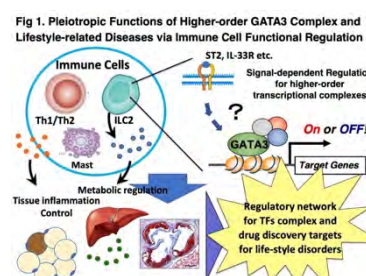 Fig 1. Pleiotropic Functions of Higher-order GATA3 Complex and
Lifestyle-related Diseases via Immune Cell Functional Regulation
Immune Cells
Th1/Th2
ILC2
Mast
Metabolic regulation
Tissue inflammation
Control
ST2, IL-33R etc.
Signal-dependent Regulation
for higher-order
transcriptional complexes
?
GATA3
On or OFF!
Target Genes
Regulatory network
for TFs complex and
drug discovery targets
for life-style disorders